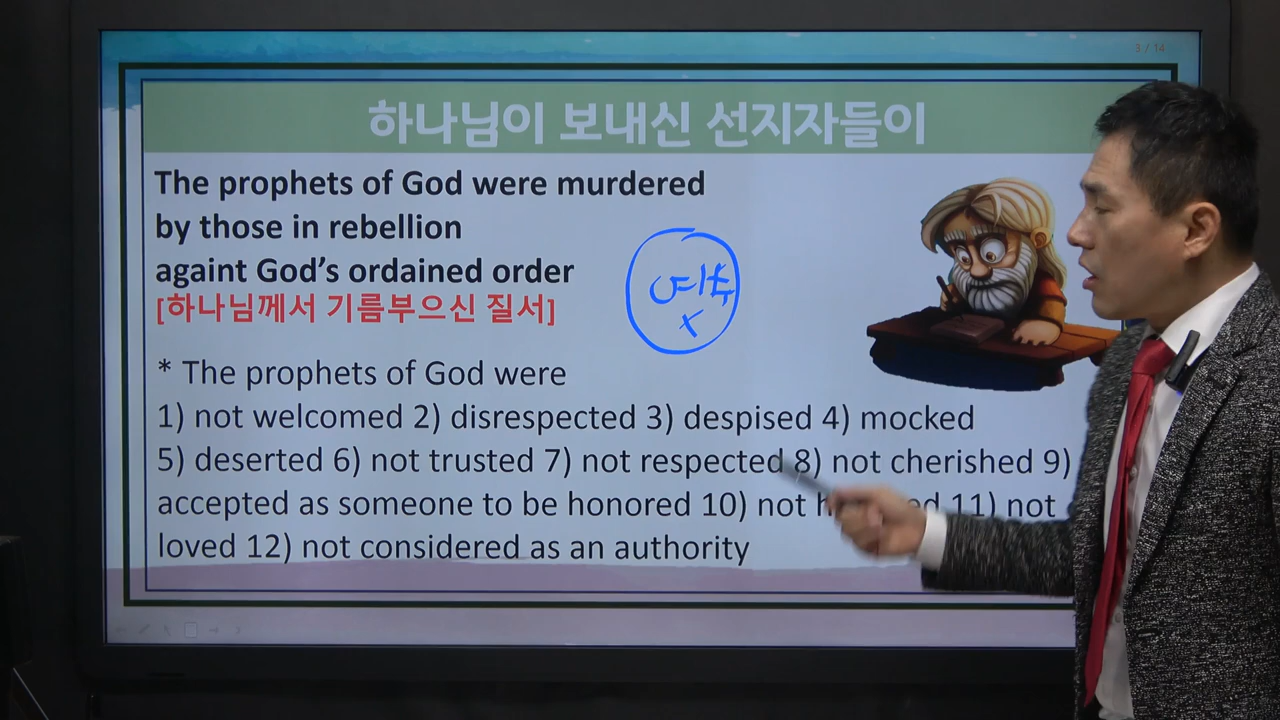 3 / 14
하나님이 보내신 선지자들이
The prophets of God were murdered
by those in rebellion
againt God's ordained order
[하나님께서 기름부으신 질서]
x
* The prophets of God were
1) not welcomed 2) disrespected 3) despised 4) mocked
5) deserted 6) not trusted 7) not respected 8) not cherished 9)
accepted as someone to be honored 10) not 11) not
loved 12) not considered as an authority